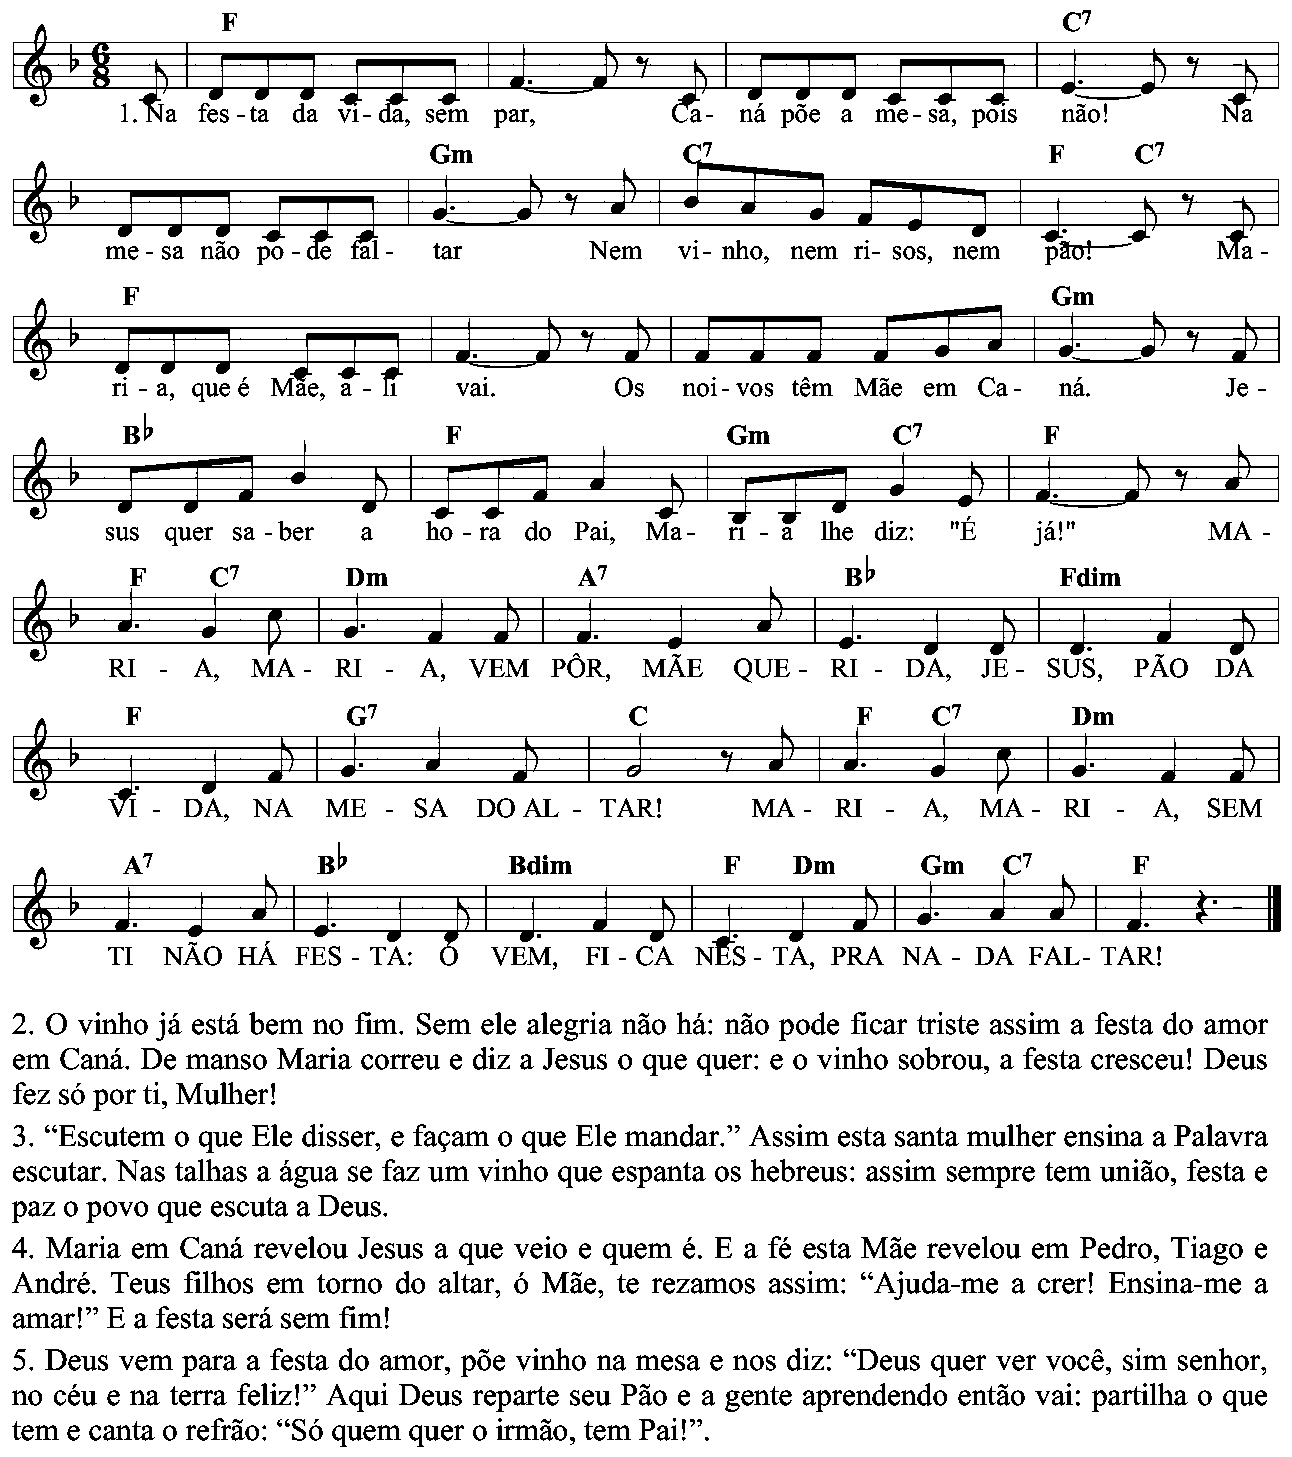 F C7
1. Na fes-ta da vi-da, sem par, Ca-ná põe a me-sa, pois não! Na
Gm C7 F C7
me-sa não po-de fal-tar Nem vi-nho, nem ri-sos, nem pão! Ma-
F Gm
ri-a, que é Mãe, a-li vai. Os noi-vos têm Mãe em Ca-ná. Je-
B♭ F Gm C7 F
sus quer sa-ber a ho-ra do Pai, Ma-ri-a lhe diz: "É já!" MA-
F C7 Dm A7 B♭ Fdim
RI-A, MA-RI-A, VEM PÔR, MÃE QUE-RI-DA, JE-SUS, PÃO DA
F G7 C F C7 Dm
VI-DA, NA ME-SA DO AL-TAR! MA-RI-A, MA-RI-A, SEM
A7 B♭ Bdim F Dm Gm C7 F
TI NÃO HÁ FES-TA: Ó VEM, FI-CA NES-TA, PRA NA-DA FAL-TAR!
2. O vinho já está bem no fim. Sem ele alegria não há: não pode ficar triste assim a festa do amor
em Caná. De manso Maria correu e diz a Jesus o que quer: e o vinho sobrou, a festa cresceu! Deus
fez só por ti, Mulher!
3. “Escutem o que Ele disser, e façam o que Ele mandar.” Assim esta santa mulher ensina a Palavra
escutar. Nas talhas a água se faz um vinho que espanta os hebreus: assim sempre tem união, festa e
paz o povo que escuta a Deus.
4. Maria em Caná revelou Jesus a que veio e quem é. E a fé esta Mãe revelou em Pedro, Tiago e
André. Teus filhos em torno do altar, ó Mãe, te rezamos assim: “Ajuda-me a crer! Ensina-me a
amar!” E a festa será sem fim!
5. Deus vem para a festa do amor, põe vinho na mesa e nos diz: “Deus quer ver você, sim senhor,
no céu e na terra feliz!” Aqui Deus reparte seu Pão e a gente aprendendo então vai: partilha o que
tem e canta o refrão: “Só quem quer o irmão, tem Pai!”.